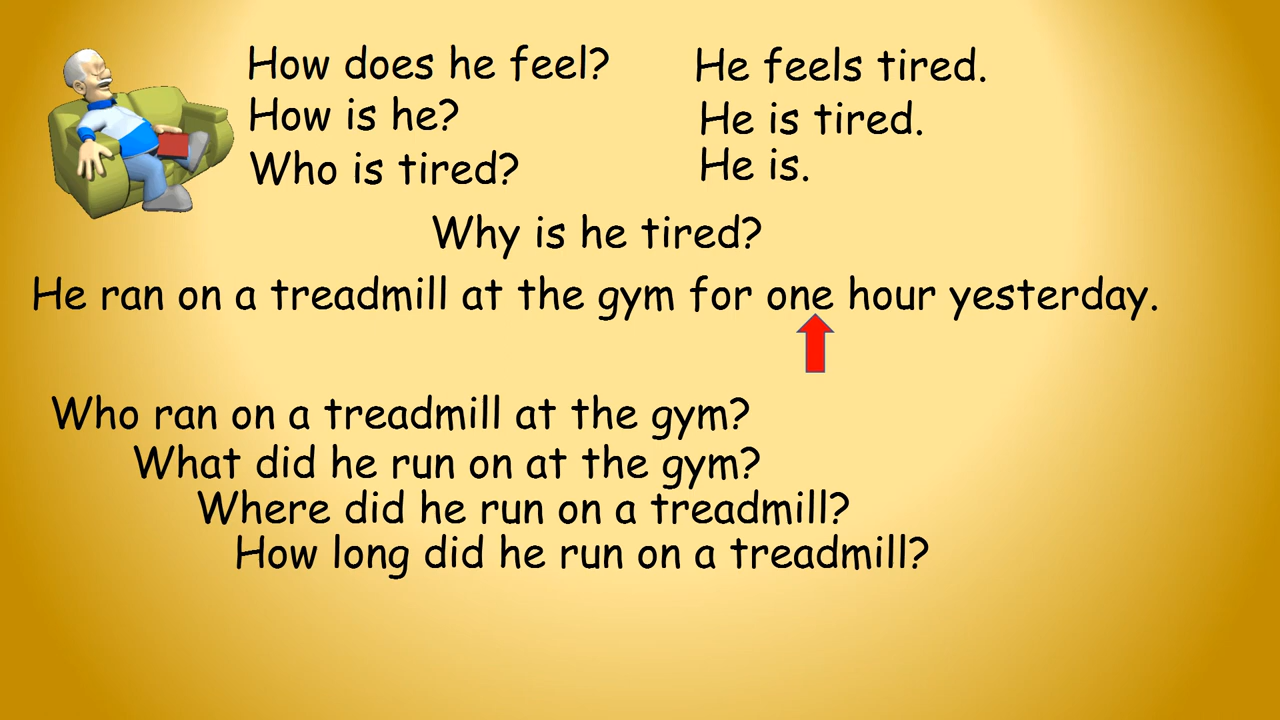 How does he feel? He feels tired.
How is he? He is tired.
Who is tired? He is.
Why is he tired?
He ran on a treadmill at the gym for one hour yesterday.
Who ran on a treadmill at the gym?
What did he run on at the gym?
Where did he run on a treadmill?
How long did he run on a treadmill?